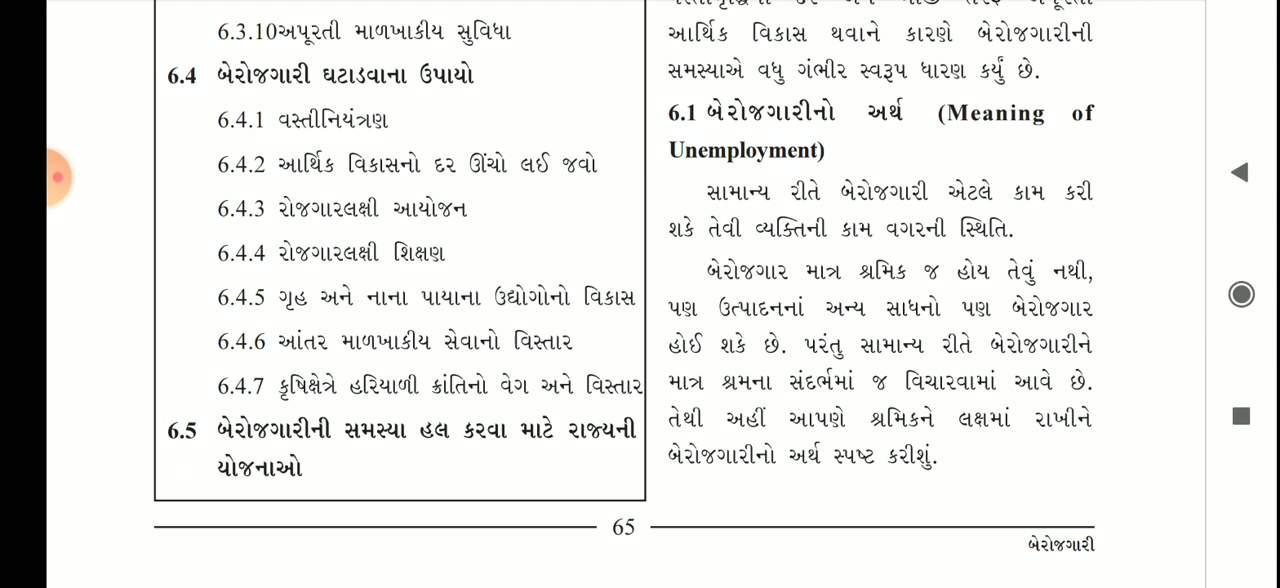 6.3.10 અપૂરતી માળખાકીય સુવિધા
6.4 બેરોજગારી ઘટાડવાના ઉપાયો
6.4.1 વસ્તીનિયંત્રણ
6.4.2 આર્થિક વિકાસનો દર ઊંચો લઈ જવો
6.4.3 રોજગારલક્ષી આયોજન
6.4.4 રોજગારલક્ષી શિક્ષણ
6.4.5 ગૃહ અને નાના પાયાના ઉદ્યોગોનો વિકાસ
6.4.6 આંતર માળખાકીય સેવાનો વિસ્તાર
6.4.7 કૃષિક્ષેત્રે હરિયાળી ક્રાંતિનો વેગ અને વિસ્તાર
6.5 બેરોજગારીની સમસ્યા હલ કરવા માટે રાજ્યની
યોજનાઓ
આર્થિક વિકાસ થવાને કારણે બેરોજગારીની
સમસ્યાએ વધુ ગંભીર સ્વરૂપ ધારણ કર્યું છે.
6.1 બેરોજગારીનો અર્થ (Meaning of
Unemployment)
સામાન્ય રીતે બેરોજગારી એટલે કામ કરી
શકે તેવી વ્યક્તિની કામ વગરની સ્થિતિ.
બેરોજગાર માત્ર શ્રમિક જ હોય તેવું નથી,
પણ ઉત્પાદનનાં અન્ય સાધનો પણ બેરોજગાર
હોઈ શકે છે. પરંતુ સામાન્ય રીતે બેરોજગારીને
માત્ર શ્રમના સંદર્ભમાં જ વિચારવામાં આવે છે.
તેથી અહીં આપણે શ્રમિકને લક્ષમાં રાખીને
બેરોજગારીનો અર્થ સ્પષ્ટ કરીશું.
65
બેરોજગારી